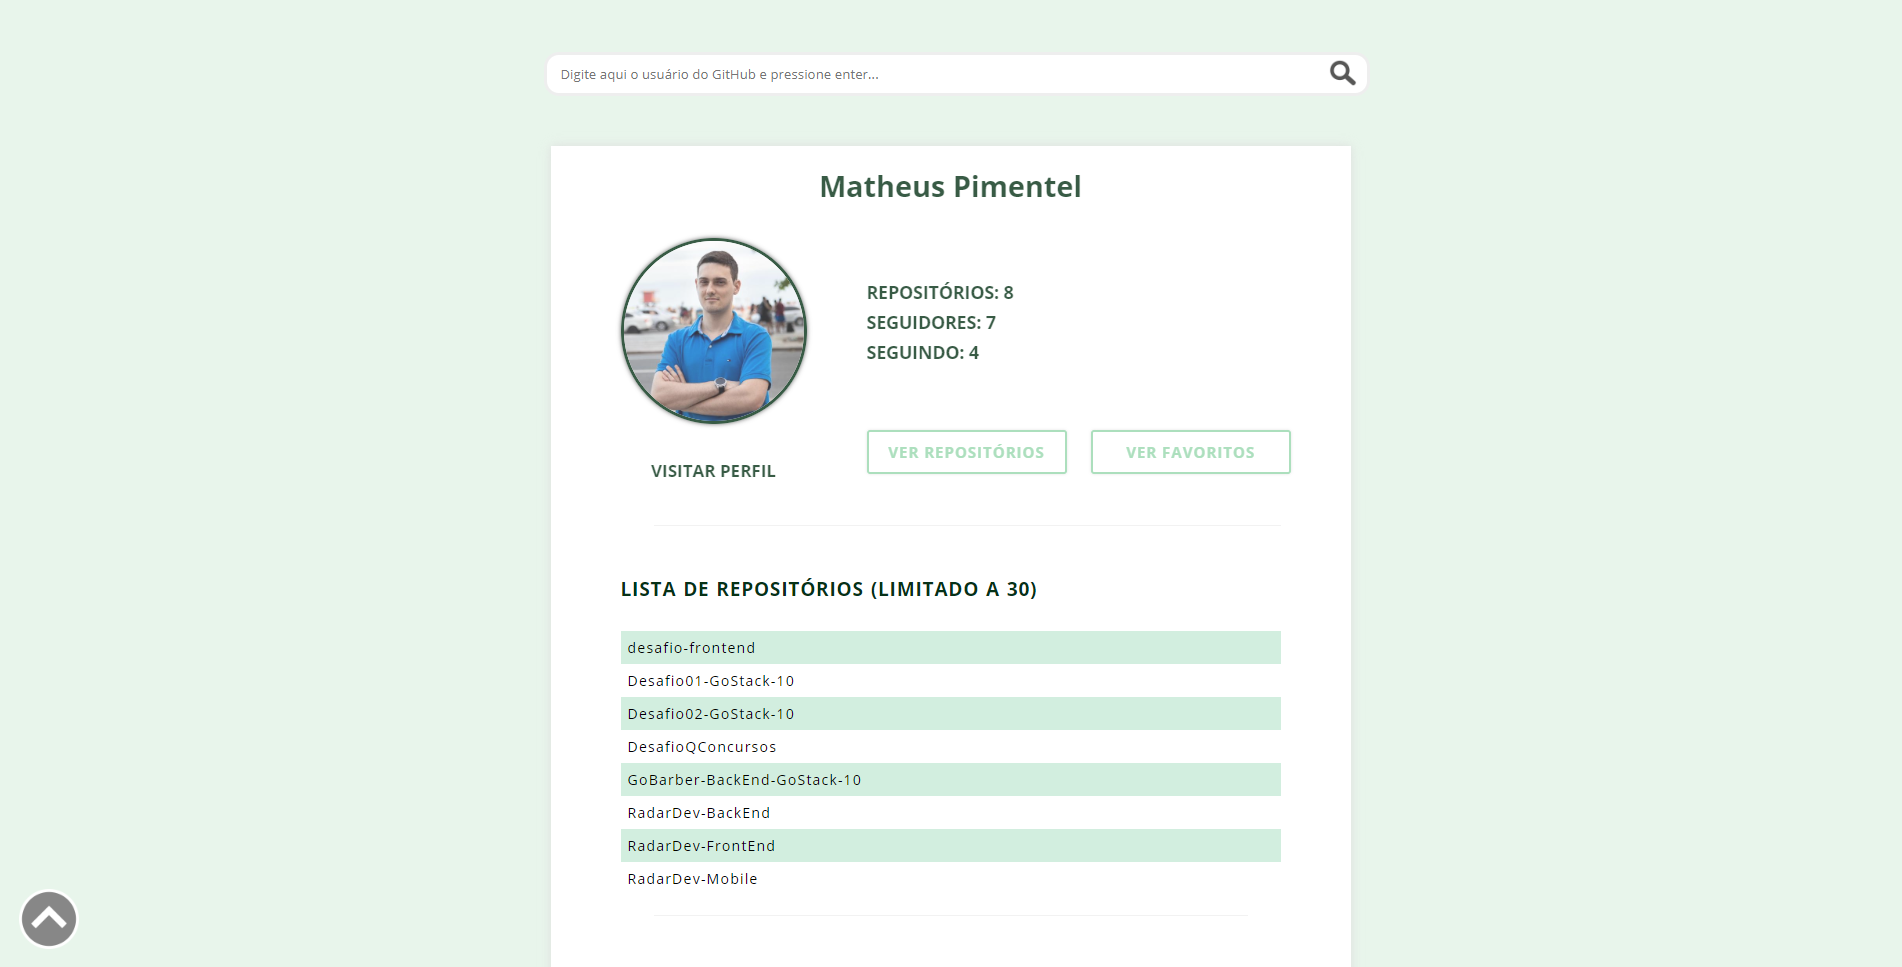 Digite aqui o usuário do GitHub e pressione enter...
Matheus Pimentel
REPOSITÓRIOS: 8
SEGUIDORES: 7
SEGUINDO: 4
VER REPOSITÓRIOS
VER FAVORITOS
VISITAR PERFIL
LISTA DE REPOSITÓRIOS (LIMITADO A 30)
desafio-frontend
Desafio01-GoStack-10
Desafio02-GoStack-10
DesafioQConcursos
GoBarber-BackEnd-GoStack-10
RadarDev-BackEnd
RadarDev-FrontEnd
RadarDev-Mobile